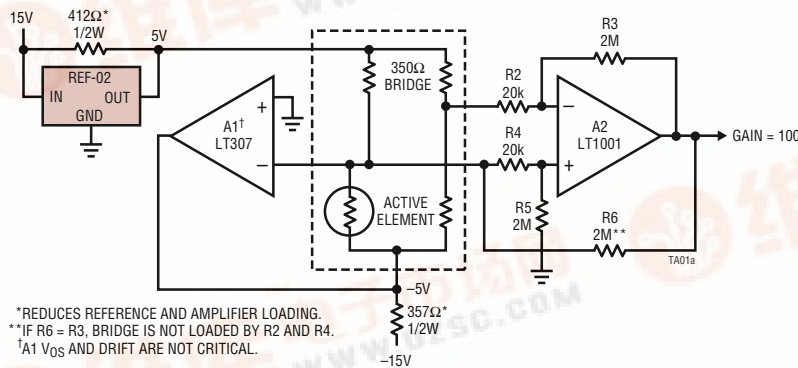 15V
412Ω*
1/2W
5V
REF-02
IN
OUT
GND
A1†
LT307
+
–
350Ω
BRIDGE
ACTIVE
ELEMENT
R2
20k
R4
20k
R3
2M
–
+
A2
LT1001
GAIN = 100
R5
2M
R6
2M**
TA01a
–5V
357Ω*
1/2W
–15V
*REDUCES REFERENCE AND AMPLIFIER LOADING.
**IF R6 = R3, BRIDGE IS NOT LOADED BY R2 AND R4.
†A1 VOS AND DRIFT ARE NOT CRITICAL.